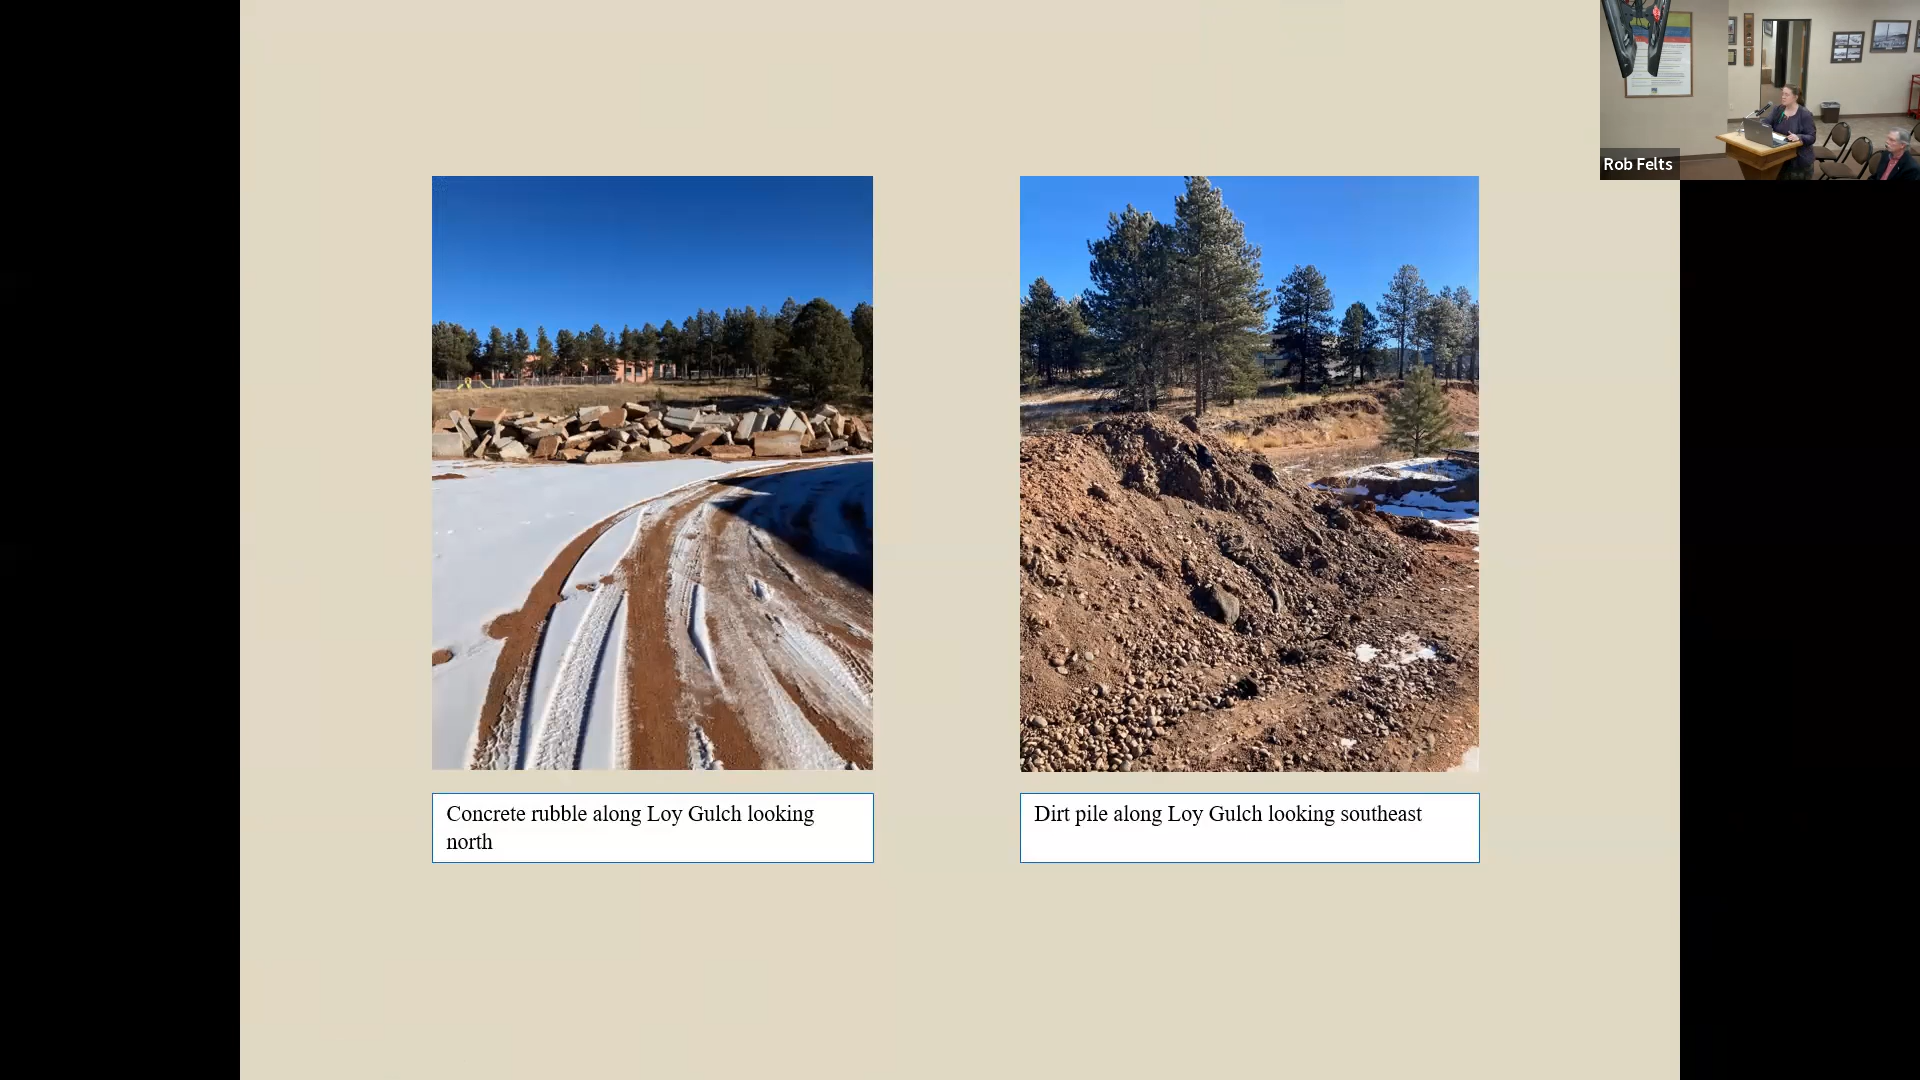 Rob Felts
Concrete rubble along Loy Gulch looking
north
Dirt pile along Loy Gulch looking southeast